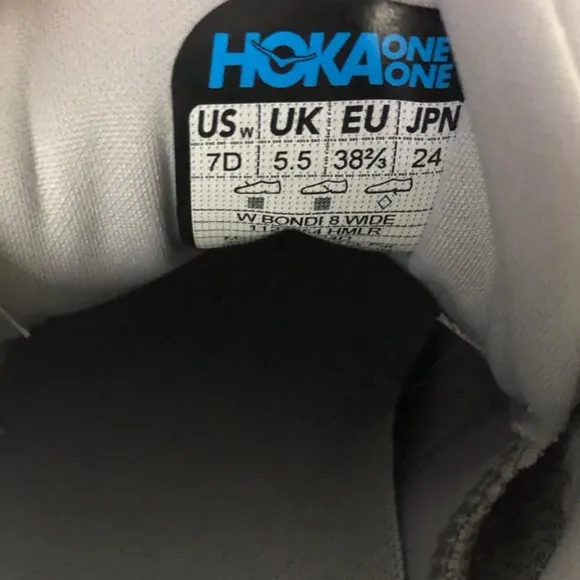 HOKA ONE ONE
US W UK EU JPN
7D 5.5 38⅔ 24
W BONDI 8 WIDE
HMLR